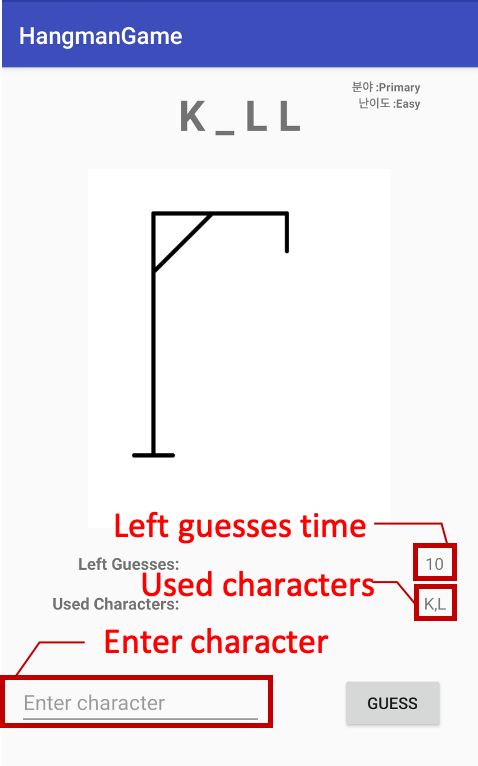 HangmanGame
분야 :Primary
난이도 :Easy
K _ L L
Left guesses time
Left Guesses: 10
Used characters
Used Characters: K,L
Enter character
Enter character
GUESS